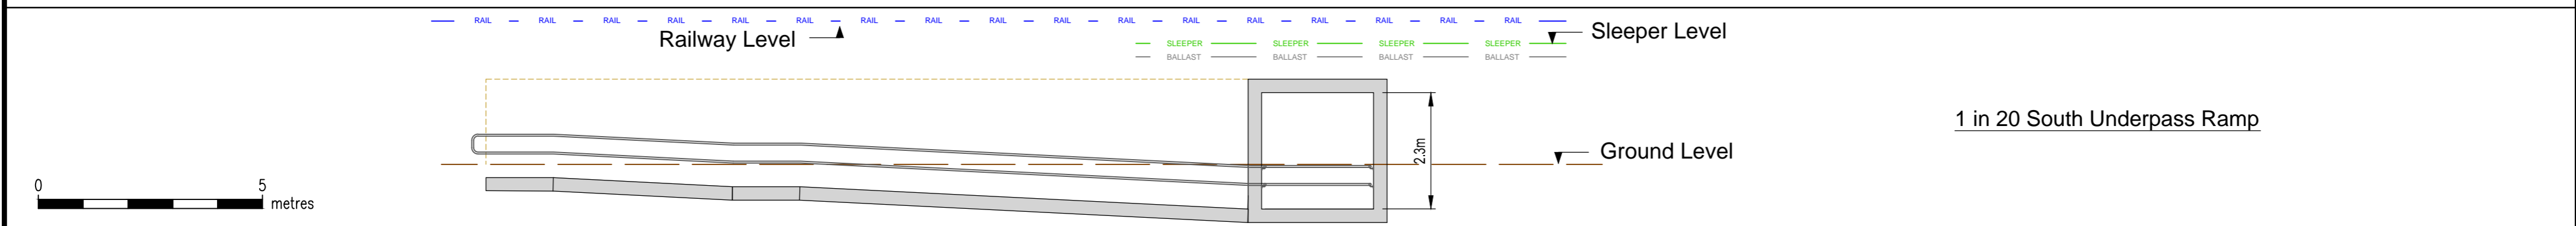 RAIL RAIL RAIL RAIL RAIL RAIL RAIL RAIL RAIL RAIL RAIL RAIL RAIL RAIL RAIL RAIL RAIL
Railway Level
Sleeper Level
SLEEPER SLEEPER SLEEPER SLEEPER
BALLAST BALLAST BALLAST BALLAST
1 in 20 South Underpass Ramp
2.3m
Ground Level
0 5
metres